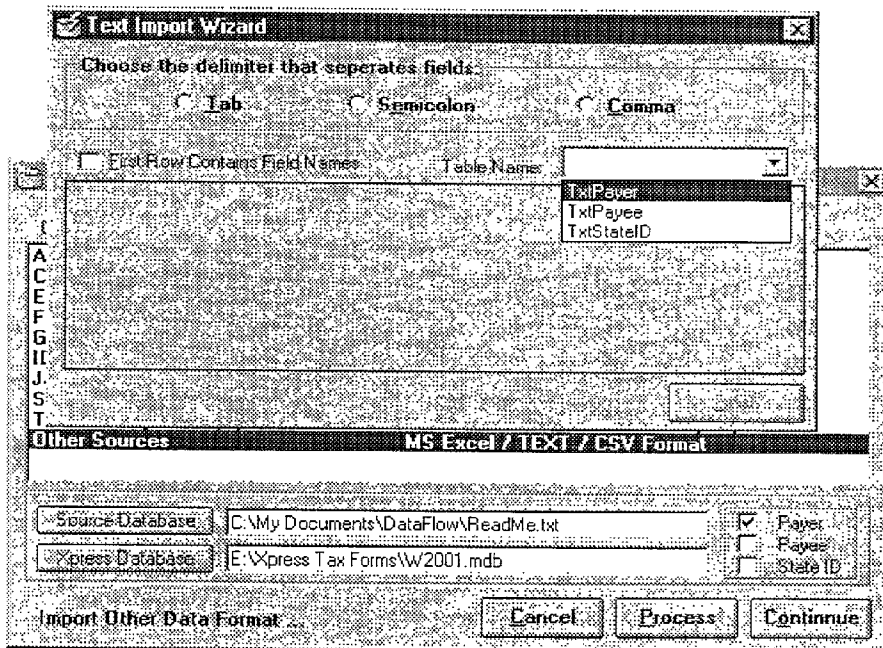 Text Import Wizard
Choose the delimiter that seperates fields:
Tab Semicolon Comma
First Row Contains Field Names Table Name:
TxtPayer
TxtPayee
TxtStateID
A
C
E
F
G
J.
S
T
Other Sources MS Excel / TEXT / CSV Format
Source Database C:\My Documents\DataFlow\ReadMe.txt Payer
Xpress Database E:\Xpress Tax Forms\W2001.mdb Payee
State ID
Import Other Data Format ... Cancel Process Continnue